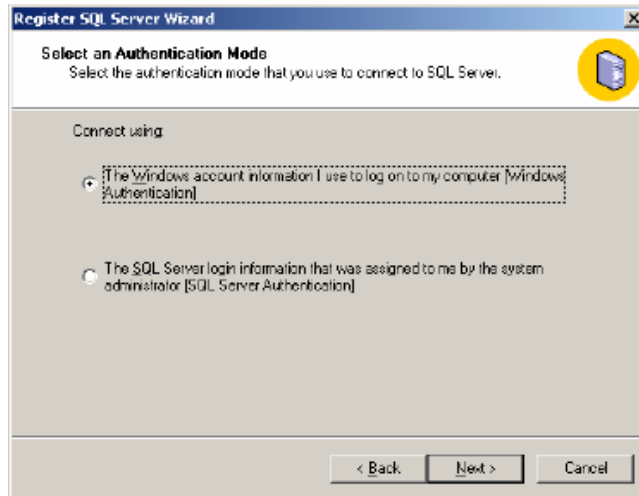 Register SQL Server Wizard
Select an Authentication Mode
Select the authentication mode that you use to connect to SQL Server.
Connect using:
The Windows account information I use to log on to my computer [Windows
Authentication]
The SQL Server login information that was assigned to me by the system
administrator [SQL Server Authentication]
< Back
Next >
Cancel